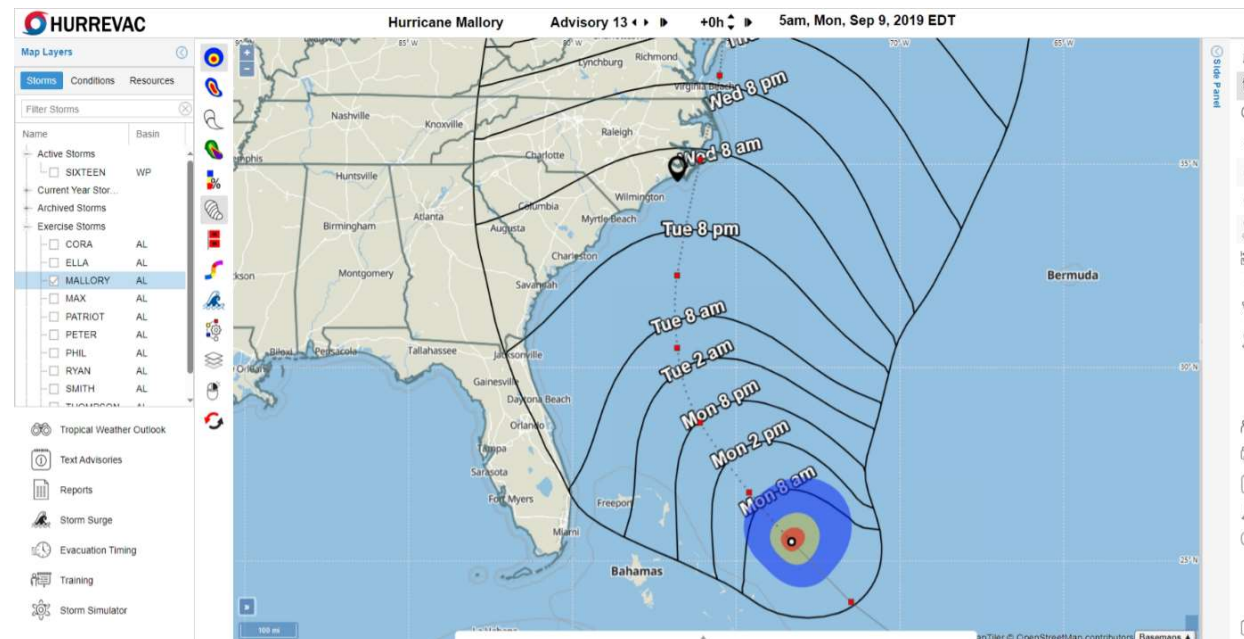 HURREVAC
Hurricane Mallory
Advisory 13
+0h
5am, Mon, Sep 9, 2019 EDT
Map Layers
Storms
Conditions
Resources
Filter Storms
Name
Basin
Active Storms
SIXTEEN WP
Current Year Stor...
Archived Storms
Exercise Storms
CORA AL
ELLA AL
MALLORY AL
MAX AL
PATRIOT AL
PETER AL
PHIL AL
RYAN AL
SMITH AL
THOMPSON AL
Tropical Weather Outlook
Text Advisories
Reports
Storm Surge
Evacuation Timing
Training
Storm Simulator
%
+
−
85° W
80° W
70° W
65° W
Lynchburg
Richmond
Virginia Beach
Wed 8 pm
Nashville
Knoxville
Raleigh
Charlotte
Wed 8 am
35° N
Huntsville
Wilmington
Columbia
Myrtle Beach
Atlanta
Augusta
Birmingham
Tue 8 pm
Charleston
Montgomery
Savannah
Bermuda
Tue 8 am
Biloxi
Pensacola
Tallahassee
Jacksonville
Tue 2 am
30° N
Gainesville
Daytona Beach
Mon 8 pm
Orlando
Mon 2 pm
Tampa
Sarasota
Mon 8 am
Fort Myers
Freeport
Miami
25° N
Bahamas
»
100 mi
La Habana
© OpenStreetMap contributors
Basemaps
Side Panel